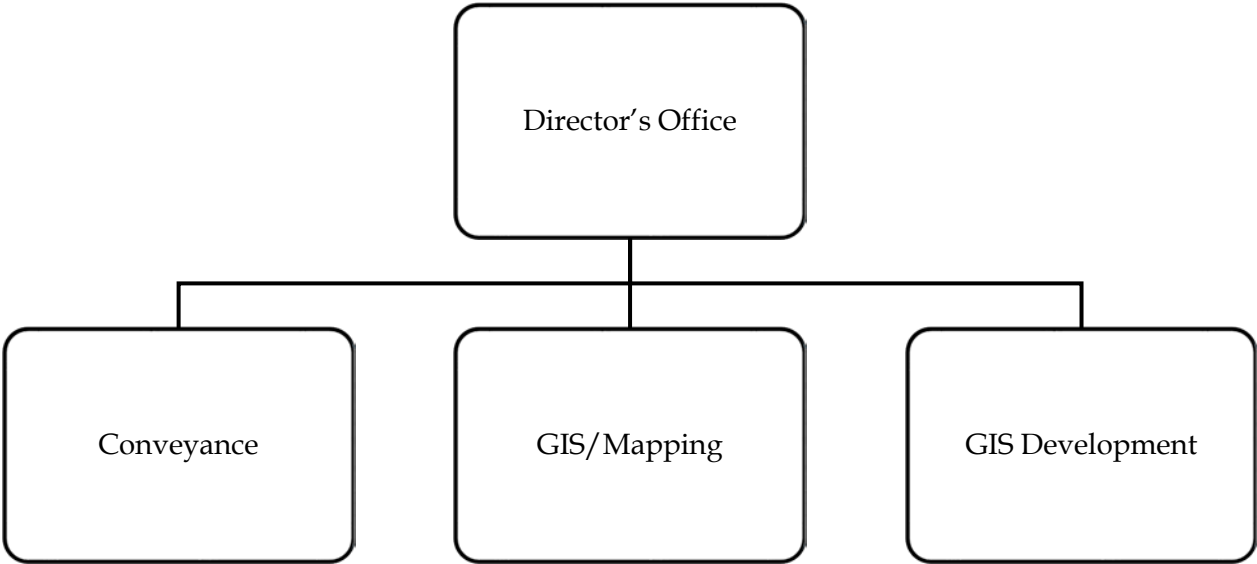 Director’s Office
Conveyance
GIS/Mapping
GIS Development